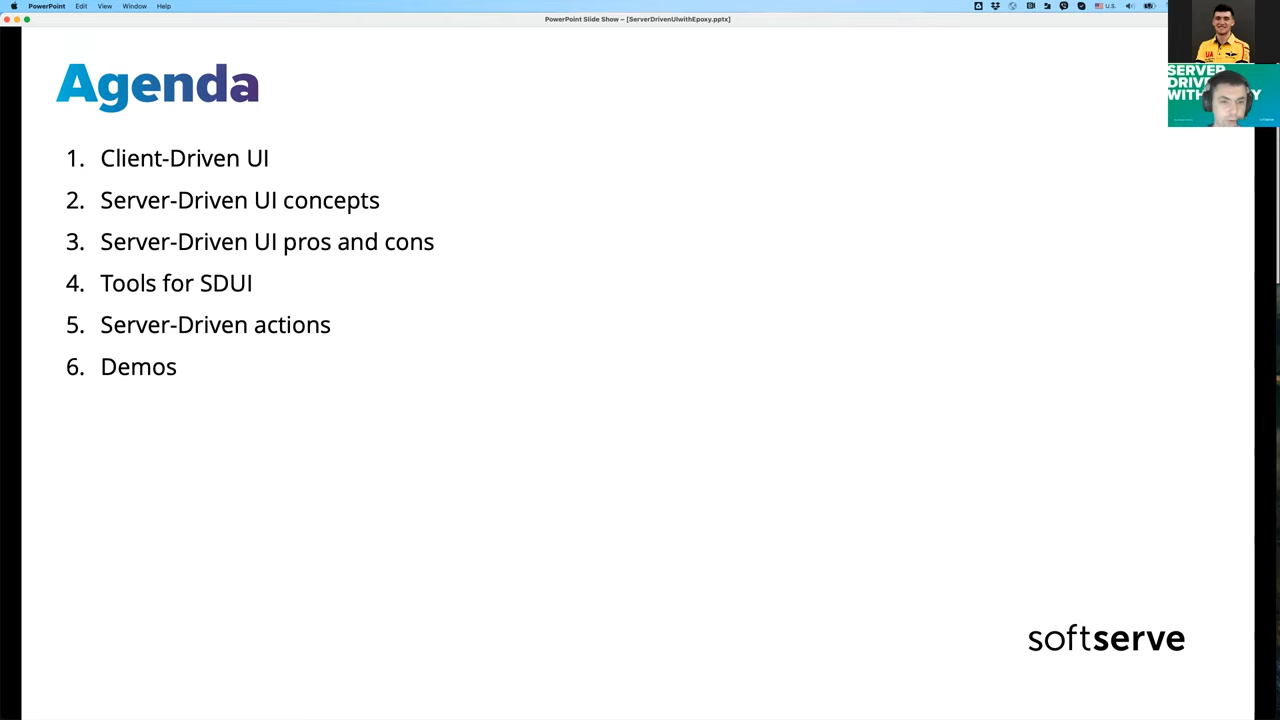 PowerPoint Edit View Window Help
U.S.
PowerPoint Slide Show – [ServerDrivenUIwithEpoxy.pptx]
UA
SERVER
Agenda
1. Client-Driven UI
2. Server-Driven UI concepts
3. Server-Driven UI pros and cons
4. Tools for SDUI
5. Server-Driven actions
6. Demos
softserve